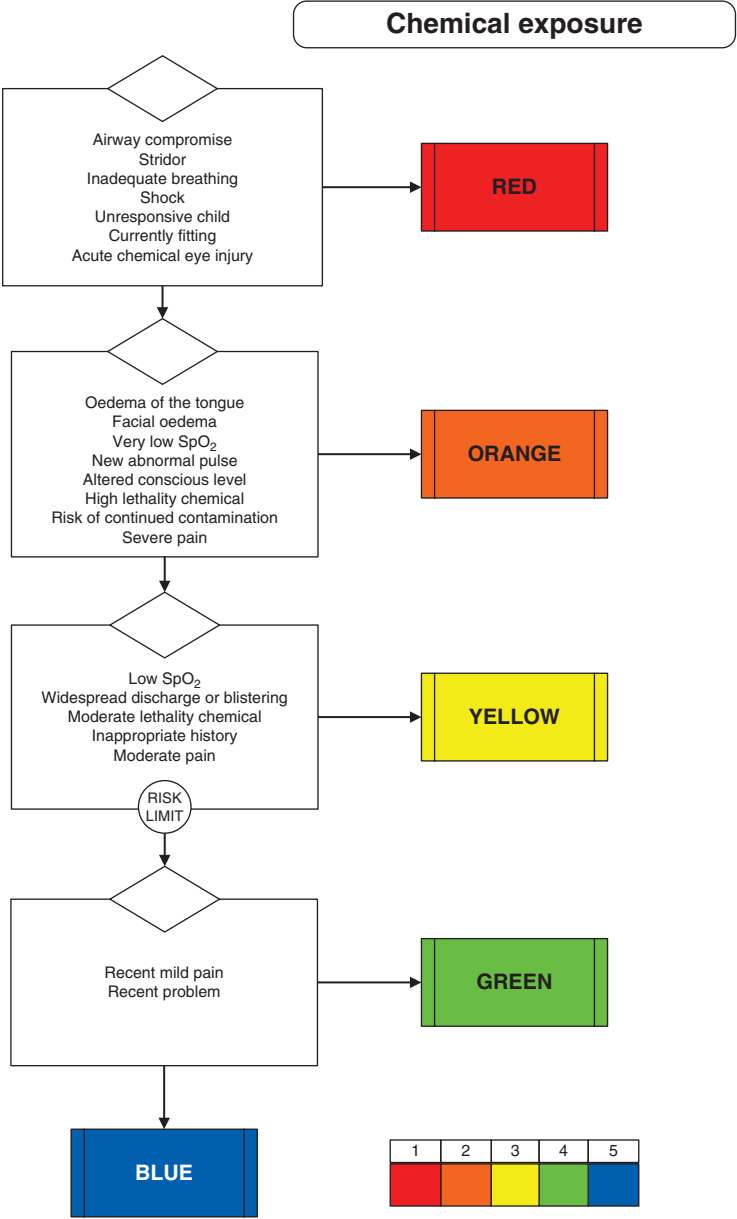 Chemical exposure
Airway compromise
Stridor
Inadequate breathing
Shock
Unresponsive child
Currently fitting
Acute chemical eye injury
RED
Oedema of the tongue
Facial oedema
Very low SpO₂
New abnormal pulse
Altered conscious level
High lethality chemical
Risk of continued contamination
Severe pain
ORANGE
Low SpO₂
Widespread discharge or blistering
Moderate lethality chemical
Inappropriate history
Moderate pain
YELLOW
RISK
LIMIT
Recent mild pain
Recent problem
GREEN
BLUE
1 2 3 4 5